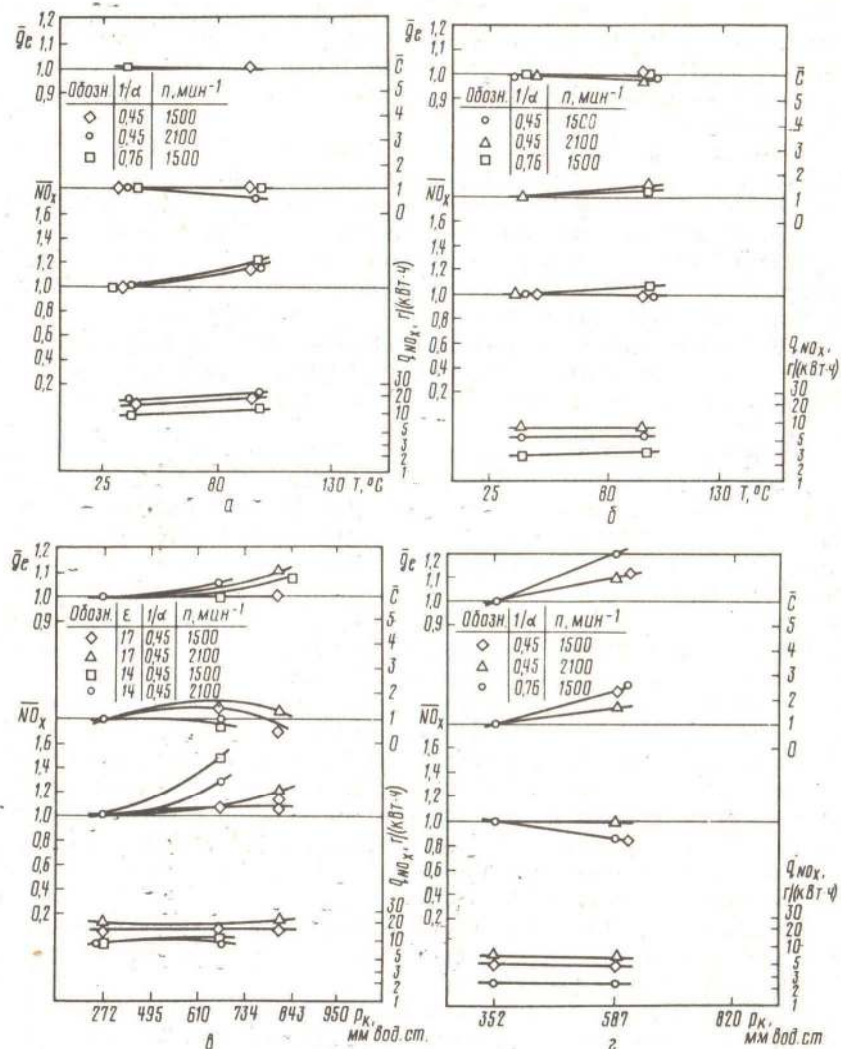 ḡe
1,2
1,1
1,0
0,9
C̄
5
4
3
2
1
0
Обозн. 1/α n, мин⁻¹
◇ 0,45 1500
○ 0,45 2100
□ 0,76 1500
N̄O̅x
1,6
1,4
1,2
1,0
0,8
0,6
0,4
0,2
q NOx, г/(кВт·ч)
30
20
10
5
3
2
1
25 80 130 T, °C
а
ḡe
1,2
1,1
1,0
0,9
C̄
5
4
3
2
1
0
Обозн. 1/α n, мин⁻¹
○ 0,45 1500
△ 0,45 2100
□ 0,76 1500
N̄O̅x
1,6
1,4
1,2
1,0
0,8
0,6
0,4
0,2
q NOx,
г/(кВт·ч)
30
20
10
5
3
2
1
25 80 130 T, °C
б
ḡe
1,2
1,1
1,0
0,9
C̄
5
4
3
2
1
0
Обозн. ε 1/α n, мин⁻¹
◇ 17 0,45 1500
△ 17 0,45 2100
□ 14 0,45 1500
○ 14 0,45 2100
N̄O̅x
1,6
1,4
1,2
1,0
0,8
0,6
0,4
0,2
q NOx, г/(кВт·ч)
30
20
10
5
3
2
1
272 495 610 734 843 950 pк,
мм вод.ст.
в
ḡe
1,2
1,1
1,0
0,9
C̄
5
4
3
2
1
0
Обозн. 1/α n, мин⁻¹
◇ 0,45 1500
△ 0,45 2100
○ 0,76 1500
N̄O̅x
1,6
1,4
1,2
1,0
0,8
0,6
0,4
0,2
q NOx,
г/(кВт·ч)
30
20
10
5
3
2
1
352 587 820 pк,
мм вод.ст.
г